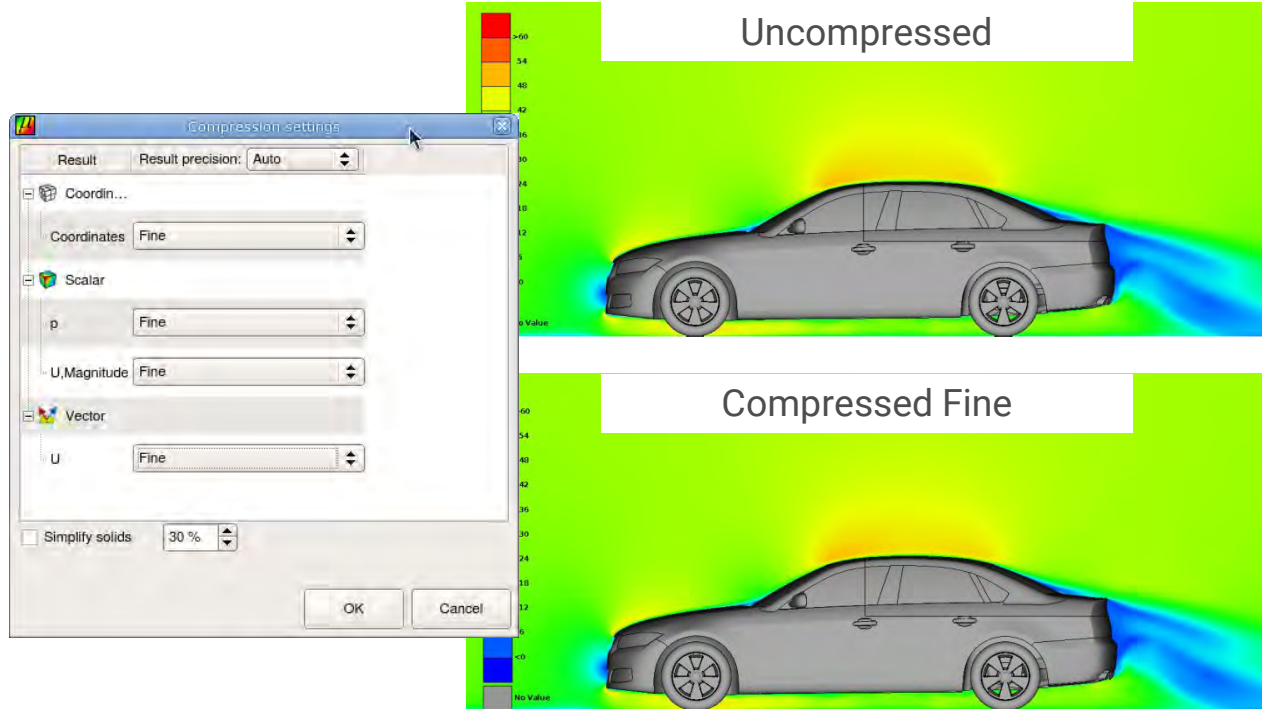 Uncompressed
>60
54
48
42
36
30
24
18
12
6
0
o Value
Compression settings
Result
Result precision: Auto
Coordin...
Coordinates Fine
Scalar
p Fine
U,Magnitude Fine
Vector
U Fine
Simplify solids 30 %
OK Cancel
Compressed Fine
60
54
48
42
36
30
24
18
12
6
<0
No Value